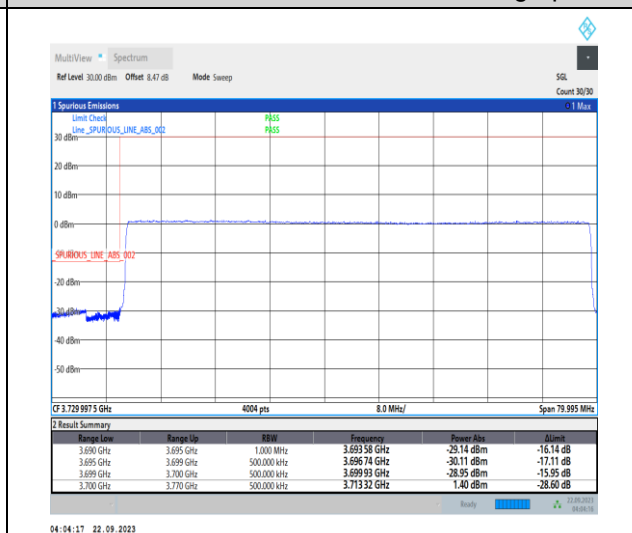 MultiView Spectrum
Ref Level 30.00 dBm Offset 8.47 dB Mode Sweep SGL
Count 30/30
1 Spurious Emissions 1 Max
Limit Check PASS
Line _SPURIOUS_LINE_ABS_002 PASS
30 dBm
20 dBm
10 dBm
0 dBm
_SPURIOUS_LINE_ABS_002
-20 dBm
-30 dBm
-40 dBm
-50 dBm
CF 3.729 997 5 GHz 4004 pts 8.0 MHz/ Span 79.995 MHz
2 Result Summary
Range Low Range Up RBW Frequency Power Abs ΔLimit
3.690 GHz 3.695 GHz 1.000 MHz 3.693 58 GHz -29.14 dBm -16.14 dB
3.695 GHz 3.699 GHz 500.000 kHz 3.696 74 GHz -30.11 dBm -17.11 dB
3.699 GHz 3.700 GHz 500.000 kHz 3.699 93 GHz -28.95 dBm -15.95 dB
3.700 GHz 3.770 GHz 500.000 kHz 3.713 32 GHz 1.40 dBm -28.60 dB
Ready 22.09.2023
04:04:18
04:04:17 22.09.2023